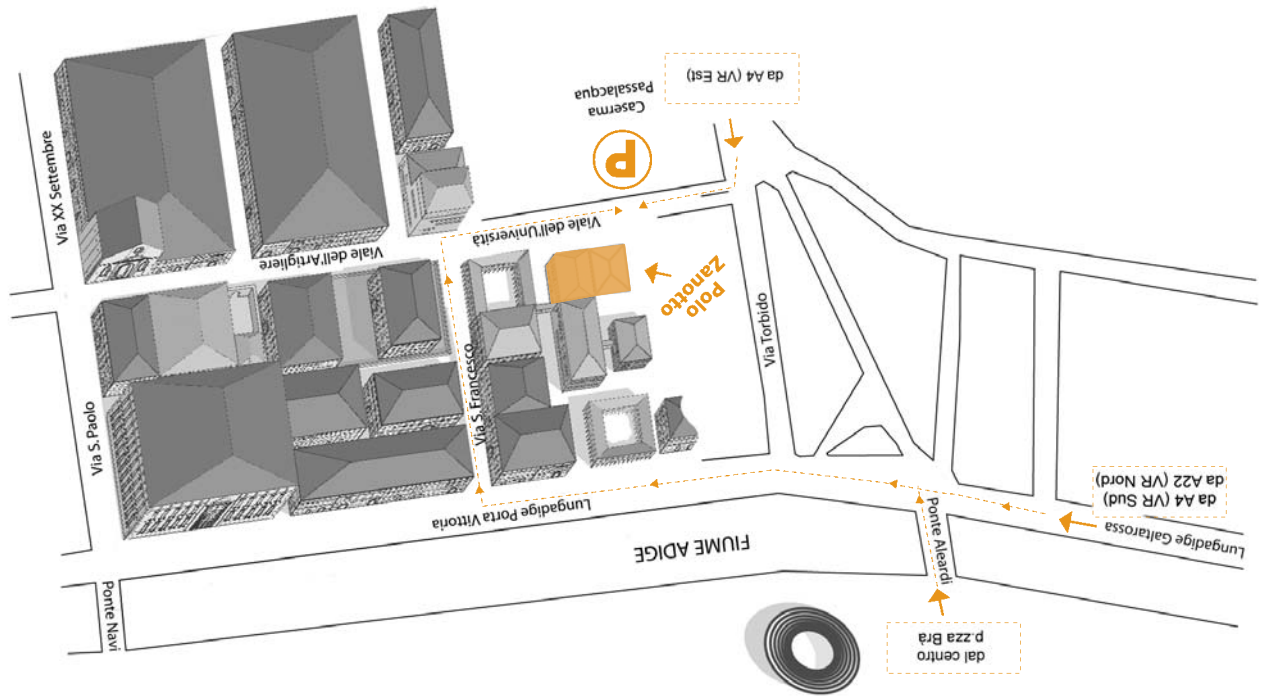 da A4 (VR Est)
Caserma
Passalacqua
P
Via XX Settembre
Viale dell'Università
Viale dell'Artigliere
Polo
Zanotto
Via Torbido
Via S. Francesco
Via S. Paolo
Lungadige Porta Vittoria
da A4 (VR Sud)
da A22 (VR Nord)
Lungadige Galtarossa
FIUME ADIGE
Ponte Aleardi
Ponte Navi
dal centro
p.zza Brà